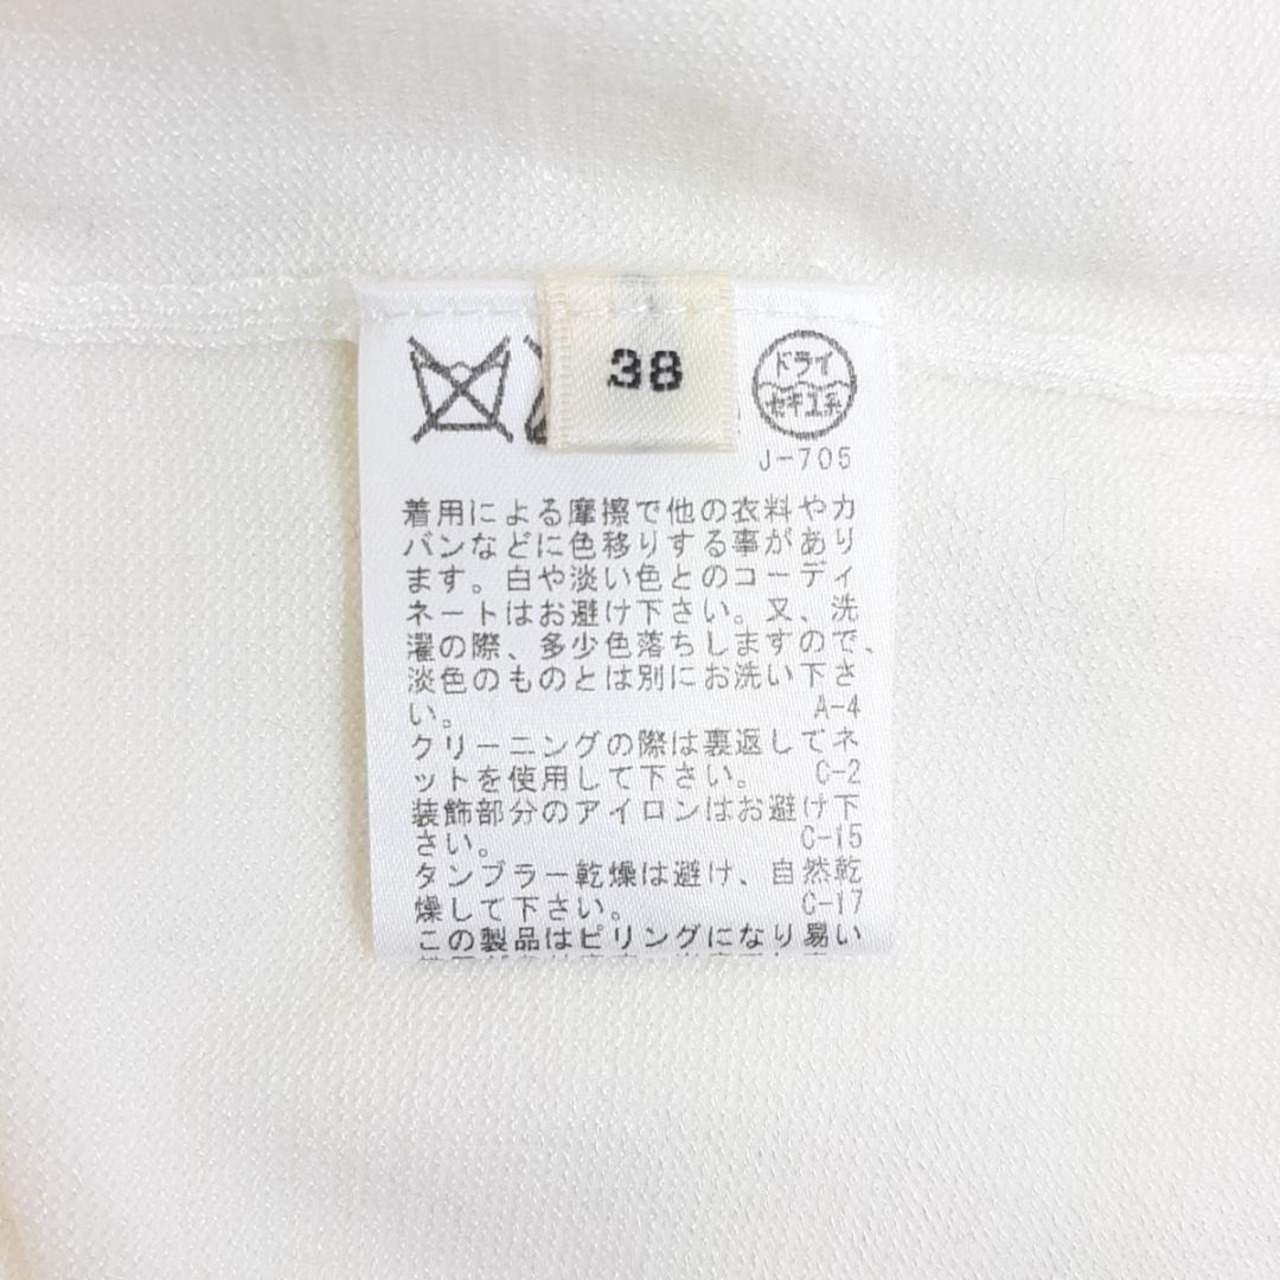 38
ドライ
セキユ系
J-705
着用による摩擦で他の衣料やカ
バンなどに色移りする事があり
ます。白や淡い色とのコーディ
ネートはお避け下さい。又、洗
濯の際、多少色落ちしますので、
淡色のものとは別にお洗い下さ
い。 A-4
クリーニングの際は裏返してネ
ットを使用して下さい。 C-2
装飾部分のアイロンはお避け下
さい。 C-15
タンブラー乾燥は避け、自然乾
燥して下さい。 C-17
この製品はピリングになり易い